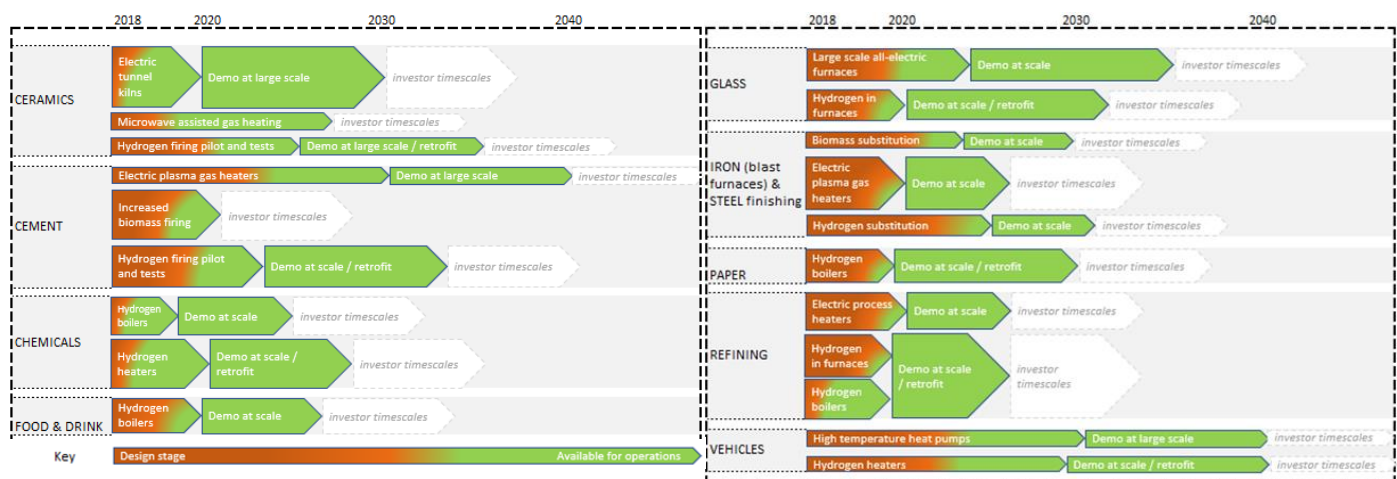 2018 2020 2030 2040
CERAMICS
Electric
tunnel
kilns
Demo at large scale
investor timescales
Microwave assisted gas heating
investor timescales
Hydrogen firing pilot and tests
Demo at large scale / retrofit
investor timescales
CEMENT
Electric plasma gas heaters
Demo at large scale
investor timescales
Increased
biomass firing
investor timescales
Hydrogen firing pilot
and tests
Demo at scale / retrofit
investor timescales
CHEMICALS
Hydrogen
boilers
Demo at scale
investor timescales
Hydrogen
heaters
Demo at scale /
retrofit
investor timescales
FOOD & DRINK
Hydrogen
boilers
Demo at scale
investor timescales
Key
Design stage
Available for operations
2018 2020 2030 2040
GLASS
Large scale all-electric
furnaces
Demo at scale
investor timescales
Hydrogen in
furnaces
Demo at scale / retrofit
investor timescales
IRON (blast
furnaces) &
STEEL finishing
Biomass substitution
Demo at scale
investor timescales
Electric
plasma gas
heaters
Demo at scale
investor timescales
Hydrogen substitution
Demo at scale
investor timescales
PAPER
Hydrogen
boilers
Demo at scale / retrofit
investor timescales
REFINING
Electric process
heaters
Demo at scale
investor timescales
Hydrogen
in furnaces
Hydrogen
boilers
Demo at scale
/ retrofit
investor
timescales
VEHICLES
High temperature heat pumps
Demo at large scale
investor timescales
Hydrogen heaters
Demo at scale / retrofit
investor timescales